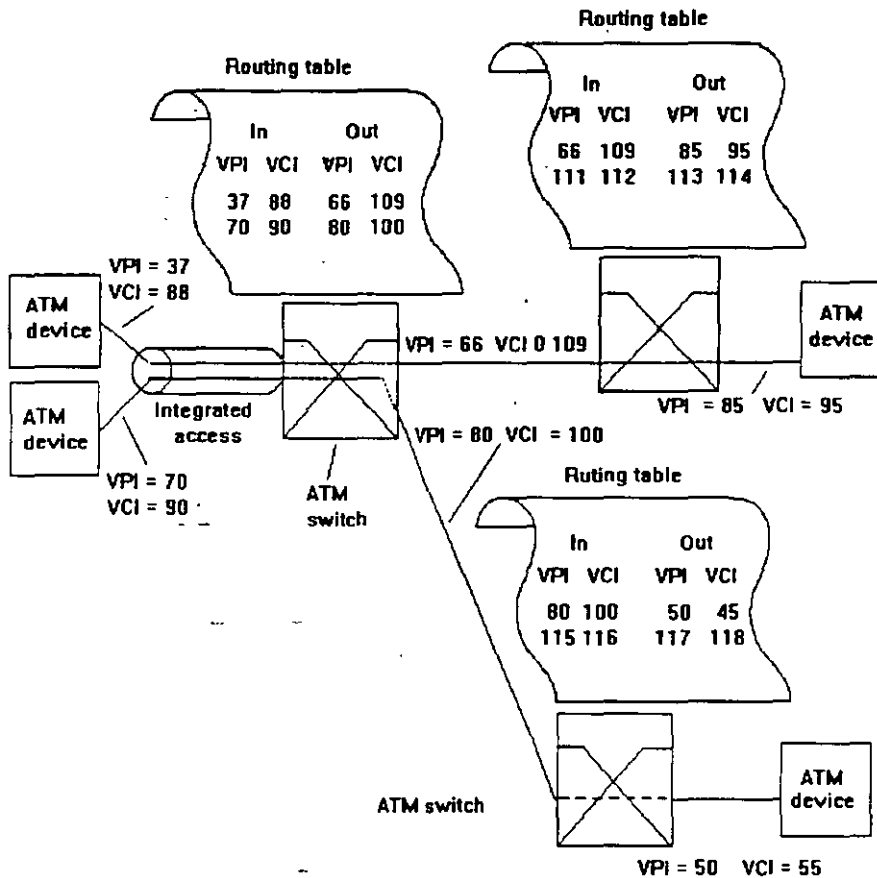 Routing table
In Out
VPI VCI VPI VCI
66 109 85 95
111 112 113 114
Routing table
In Out
VPI VCI VPI VCI
37 88 66 109
70 90 80 100
VPI = 37
VCI = 88
ATM
device
ATM
device
VPI = 70
VCI = 90
Integrated
access
ATM
switch
VPI = 66 VCI 0 109
ATM
device
VPI = 85 VCI = 95
VPI = 80 VCI = 100
Ruting table
In Out
VPI VCI VPI VCI
80 100 50 45
115 116 117 118
ATM switch
ATM
device
VPI = 50 VCI = 55